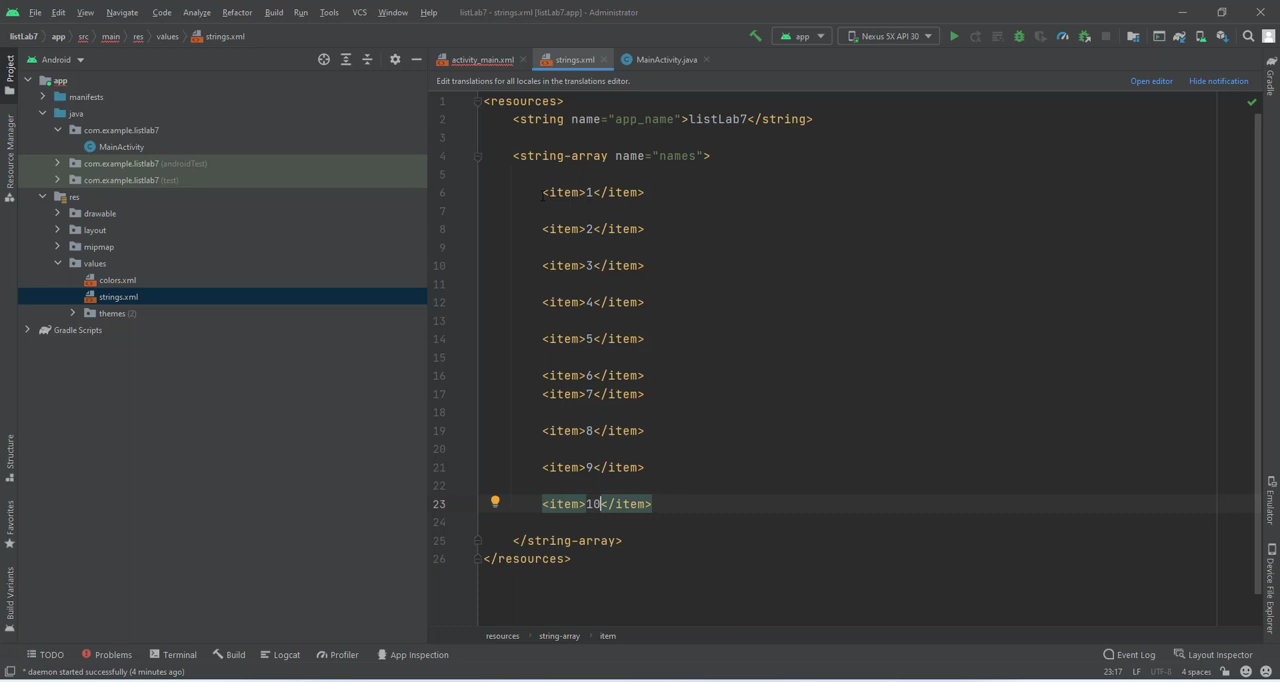 File Edit View Navigate Code Analyze Refactor Build Run Tools VCS Window Help listLab7 - strings.xml [listLab7.app] - Administrator
listLab7 app src main res values strings.xml app Nexus 5X API 30
Project Android activity_main.xml strings.xml MainActivity.java Gradle
app Edit translations for all locales in the translations editor. Open editor Hide notification
manifests
java
com.example.listlab7
MainActivity
com.example.listlab7 (androidTest)
com.example.listlab7 (test)
res
drawable
layout
mipmap
values
colors.xml
strings.xml
themes (2)
Gradle Scripts
Resource Manager
Structure
Favorites
Build Variants
1 <resources>
2 <string name="app_name">listLab7</string>
3
4 <string-array name="names">
5
6 <item>1</item>
7
8 <item>2</item>
9
10 <item>3</item>
11
12 <item>4</item>
13
14 <item>5</item>
15
16 <item>6</item>
17 <item>7</item>
18
19 <item>8</item>
20
21 <item>9</item>
22
23 <item>10</item>
24
25 </string-array>
26 </resources>
Emulator
Device File Explorer
resources string-array item
TODO Problems Terminal Build Logcat Profiler App Inspection Event Log Layout Inspector
* daemon started successfully (4 minutes ago) 23:17 LF UTF-8 4 spaces